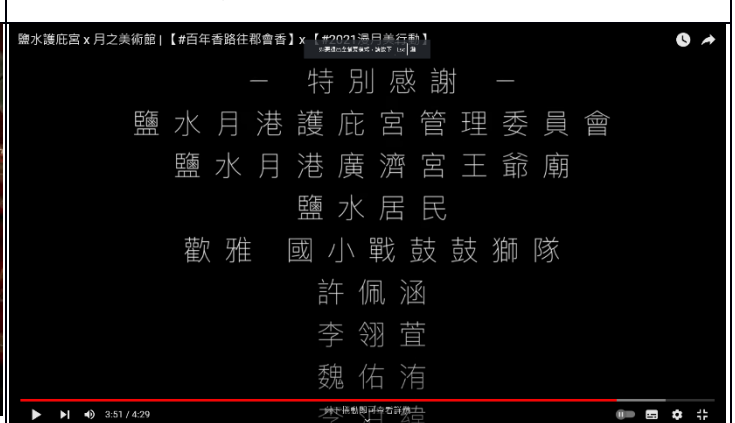 鹽水護庇宮 x 月之美術館 | 【#百年香路往郡會香】x 【#2021漫月美行動】
－ 特別感謝 －
鹽水月港護庇宮管理委員會
鹽水月港廣濟宮王爺廟
鹽水居民
歡雅 國小戰鼓鼓獅隊
許佩涵
李翎萓
魏佑洧
3:51 / 4:29